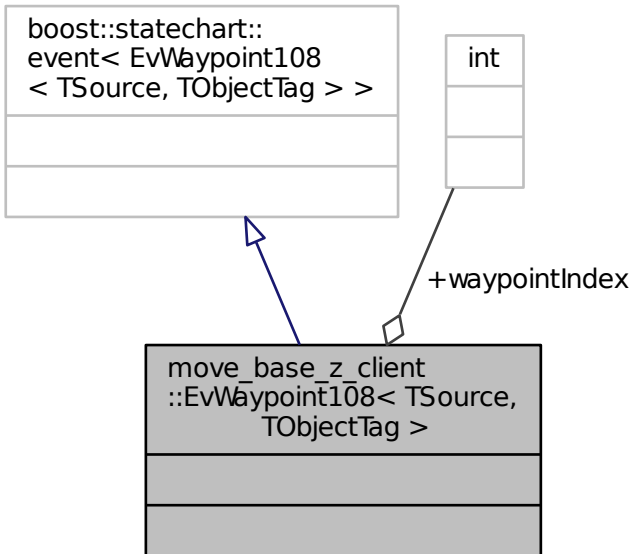 boost::statechart::
event< EvWaypoint108
< TSource, TObjectTag > >
int
+waypointIndex
move_base_z_client
::EvWaypoint108< TSource,
TObjectTag >